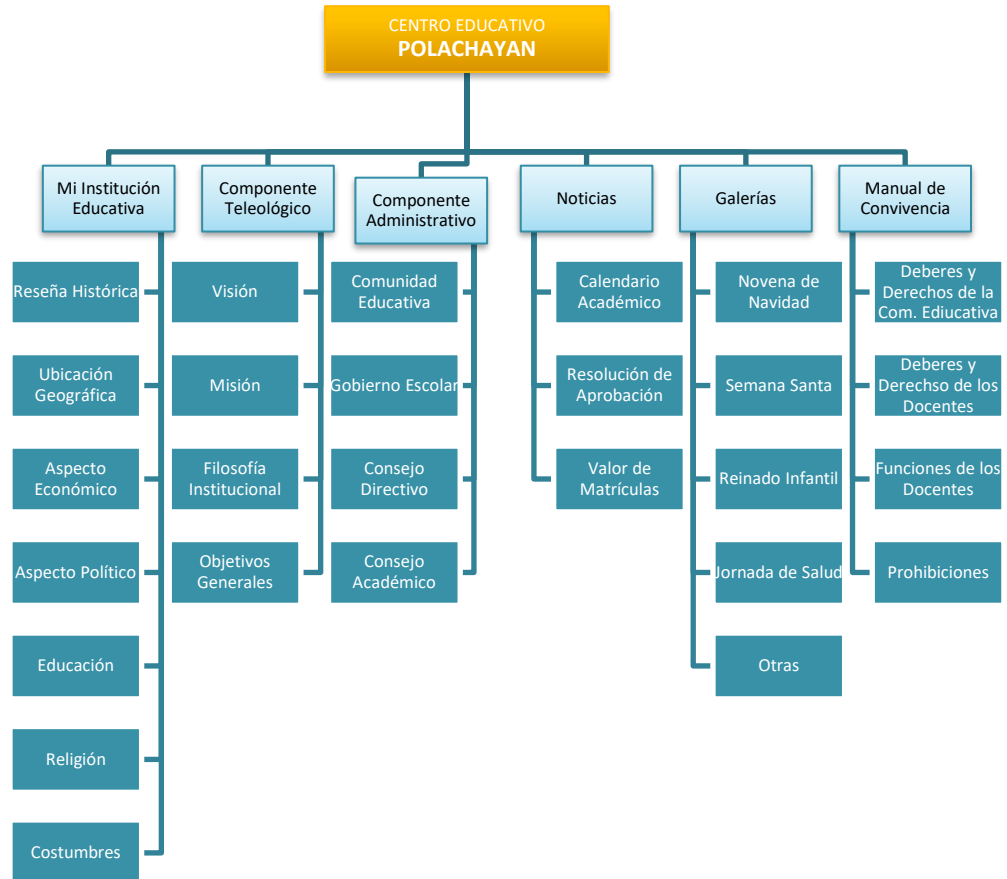 CENTRO EDUCATIVO
POLACHAYAN
Mi Institución
Educativa
Componente
Teleológico
Componente
Administrativo
Noticias
Galerías
Manual de
Convivencia
Reseña Histórica
Ubicación
Geográfica
Aspecto
Económico
Aspecto Político
Educación
Religión
Costumbres
Visión
Misión
Filosofía
Institucional
Objetivos
Generales
Comunidad
Educativa
Gobierno Escolar
Consejo
Directivo
Consejo
Académico
Calendario
Académico
Resolución de
Aprobación
Valor de
Matrículas
Novena de
Navidad
Semana Santa
Reinado Infantil
Jornada de Salud
Otras
Deberes y
Derechos de la
Com. Ediucativa
Deberes y
Derechso de los
Docentes
Funciones de los
Docentes
Prohibiciones